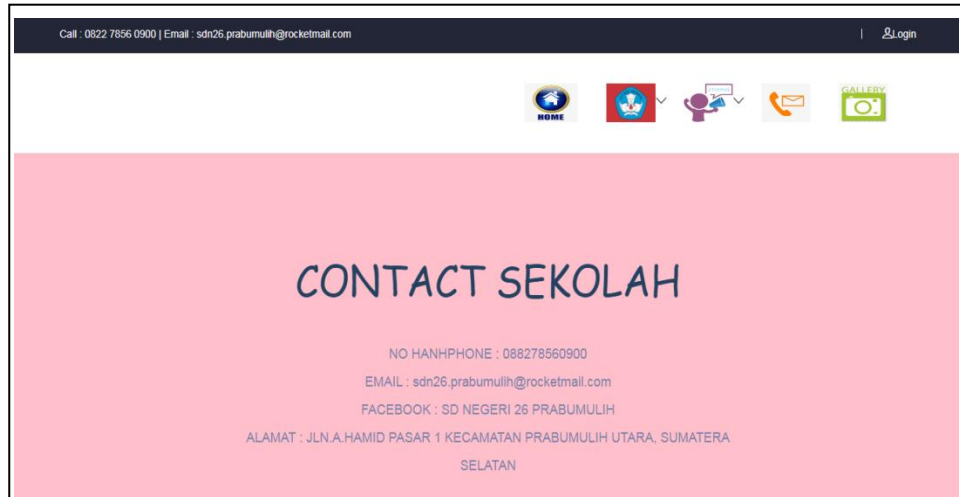 Call : 0822 7856 0900 | Email : sdn26.prabumulih@rocketmail.com
| Login
HOME
GALLERY
CONTACT SEKOLAH
NO HANHPHONE : 088278560900
EMAIL : sdn26.prabumulih@rocketmail.com
FACEBOOK : SD NEGERI 26 PRABUMULIH
ALAMAT : JLN.A.HAMID PASAR 1 KECAMATAN PRABUMULIH UTARA, SUMATERA
SELATAN